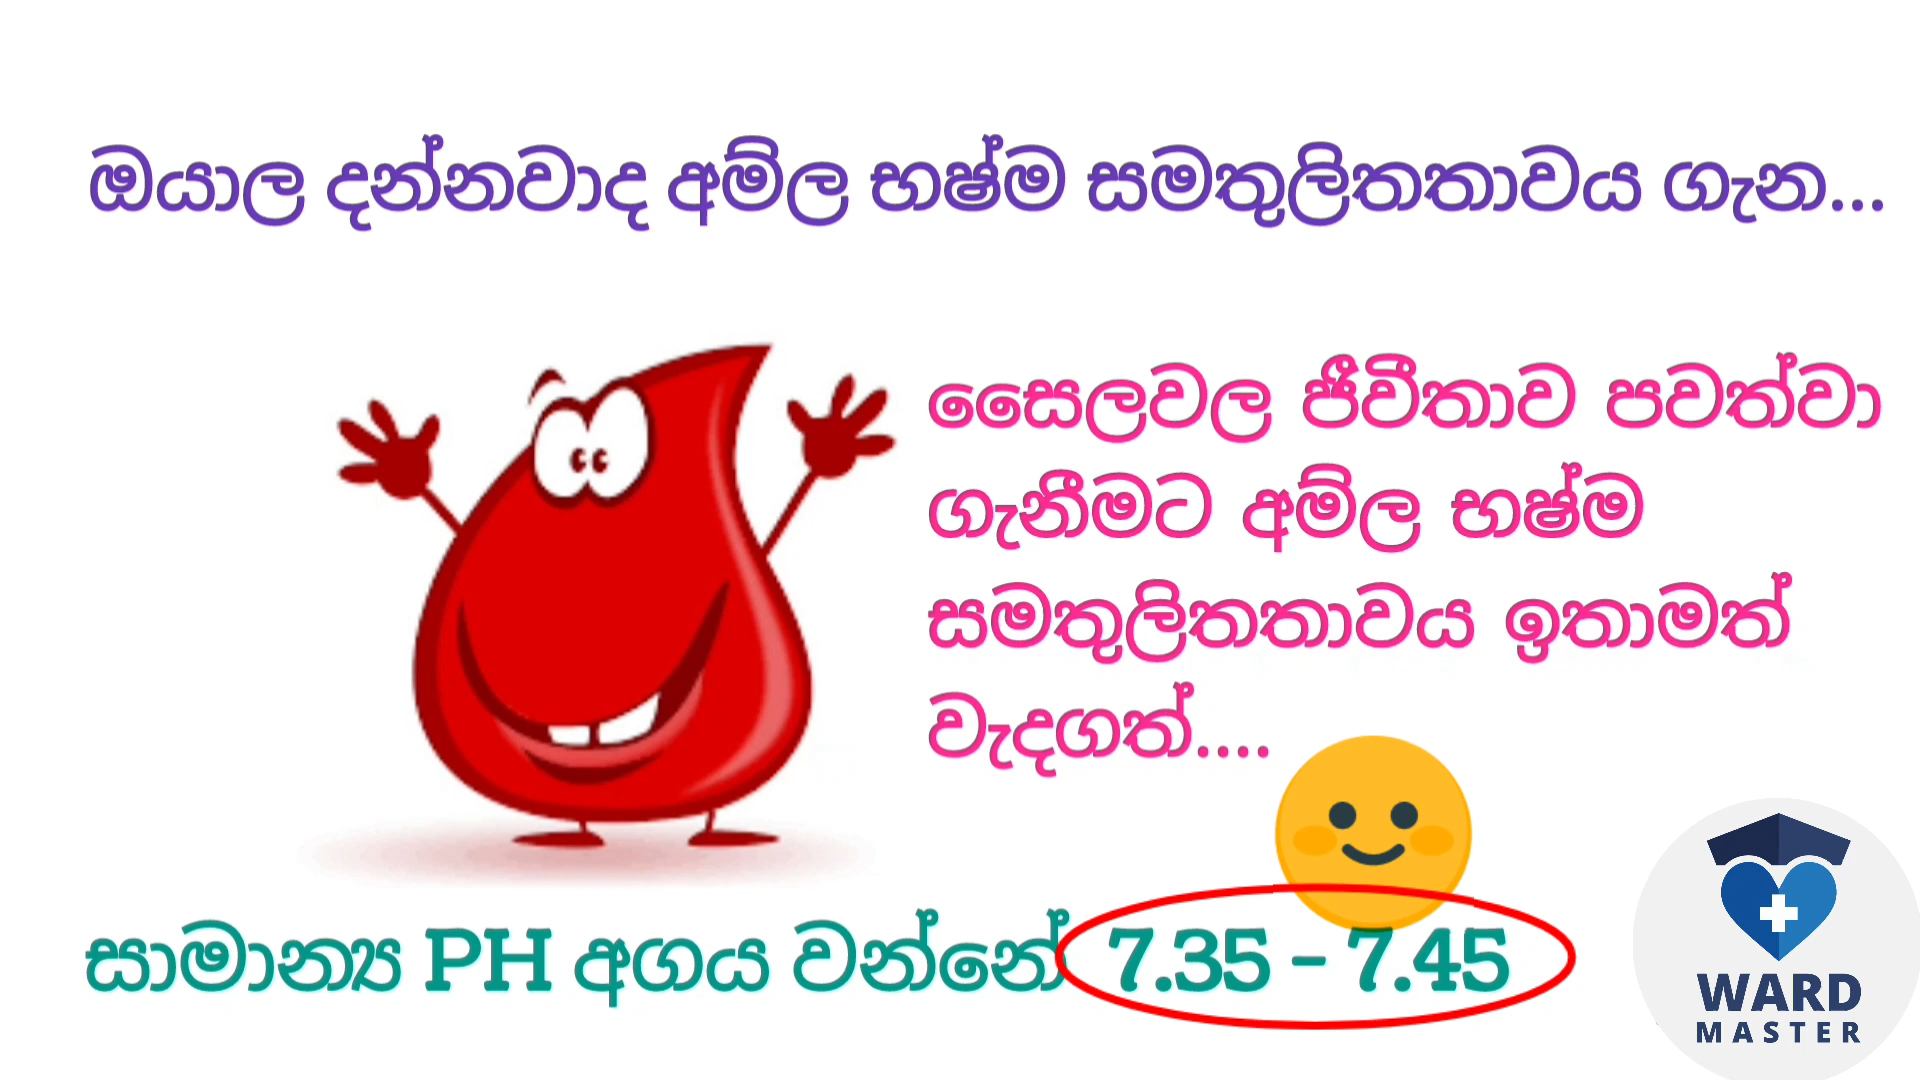 ඔයාල දන්නවාද අම්ල භෂ්ම සමතුලිතතාවය ගැන...
සෛලවල ජීවීතාව පවත්වා
ගැනීමට අම්ල භෂ්ම
සමතුලිතතාවය ඉතාමත්
වැදගත්....
සාමාන්‍ය PH අගය වන්නේ 7.35 - 7.45
WARD
MASTER